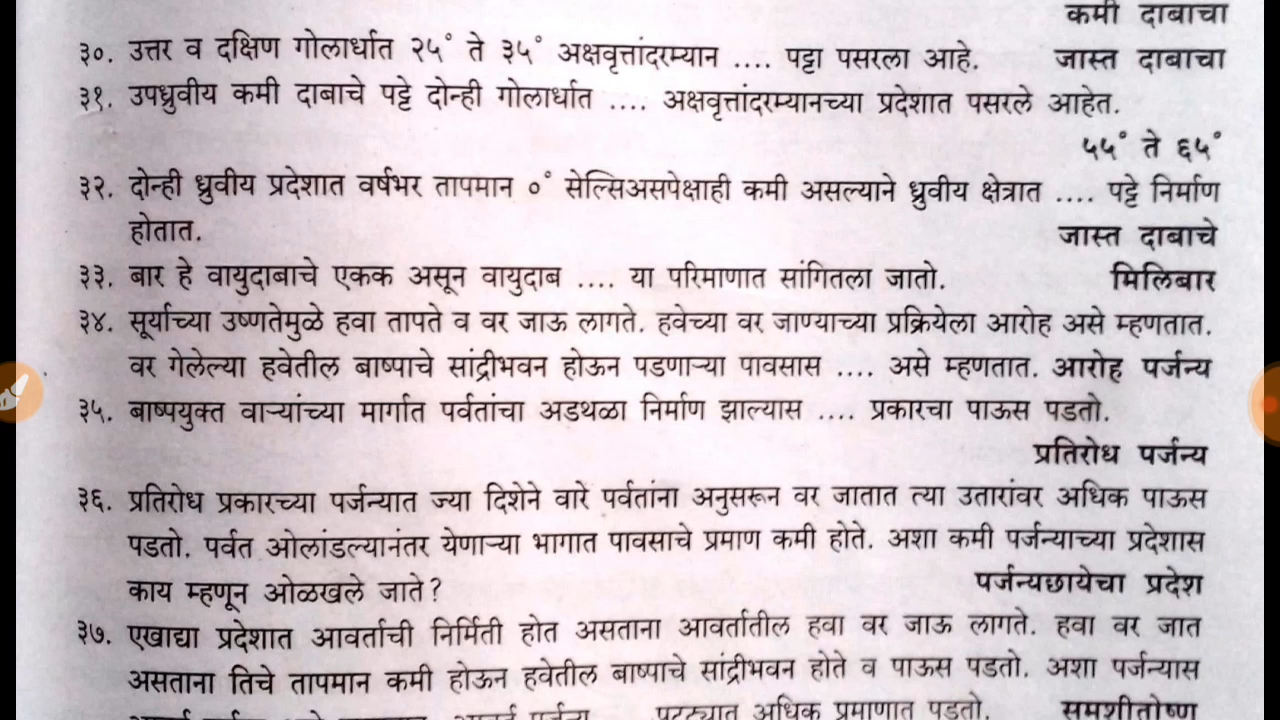 कमी दाबाचा
३०. उत्तर व दक्षिण गोलार्धात २५° ते ३५° अक्षवृत्तांदरम्यान .... पट्टा पसरला आहे. जास्त दाबाचा
३१. उपध्रुवीय कमी दाबाचे पट्टे दोन्ही गोलार्धात .... अक्षवृत्तांदरम्यानच्या प्रदेशात पसरले आहेत.
५५° ते ६५°
३२. दोन्ही ध्रुवीय प्रदेशात वर्षभर तापमान ०° सेल्सिअसपेक्षाही कमी असल्याने ध्रुवीय क्षेत्रात .... पट्टे निर्माण
होतात. जास्त दाबाचे
३३. बार हे वायुदाबाचे एकक असून वायुदाब .... या परिमाणात सांगितला जातो. मिलिबार
३४. सूर्याच्या उष्णतेमुळे हवा तापते व वर जाऊ लागते. हवेच्या वर जाण्याच्या प्रक्रियेला आरोह असे म्हणतात.
वर गेलेल्या हवेतील बाष्पाचे सांद्रीभवन होऊन पडणाऱ्या पावसास .... असे म्हणतात. आरोह पर्जन्य
३५. बाष्पयुक्त वाऱ्यांच्या मार्गात पर्वतांचा अडथळा निर्माण झाल्यास .... प्रकारचा पाऊस पडतो.
प्रतिरोध पर्जन्य
३६. प्रतिरोध प्रकारच्या पर्जन्यात ज्या दिशेने वारे पर्वतांना अनुसरून वर जातात त्या उतारांवर अधिक पाऊस
पडतो. पर्वत ओलांडल्यानंतर येणाऱ्या भागात पावसाचे प्रमाण कमी होते. अशा कमी पर्जन्याच्या प्रदेशास
काय म्हणून ओळखले जाते? पर्जन्यछायेचा प्रदेश
३७. एखाद्या प्रदेशात आवर्ताची निर्मिती होत असताना आवर्तातील हवा वर जाऊ लागते. हवा वर जात
असताना तिचे तापमान कमी होऊन हवेतील बाष्पाचे सांद्रीभवन होते व पाऊस पडतो. अशा पर्जन्यास
पट्ट्यात अधिक प्रमाणात पडतो. समशीतोष्ण